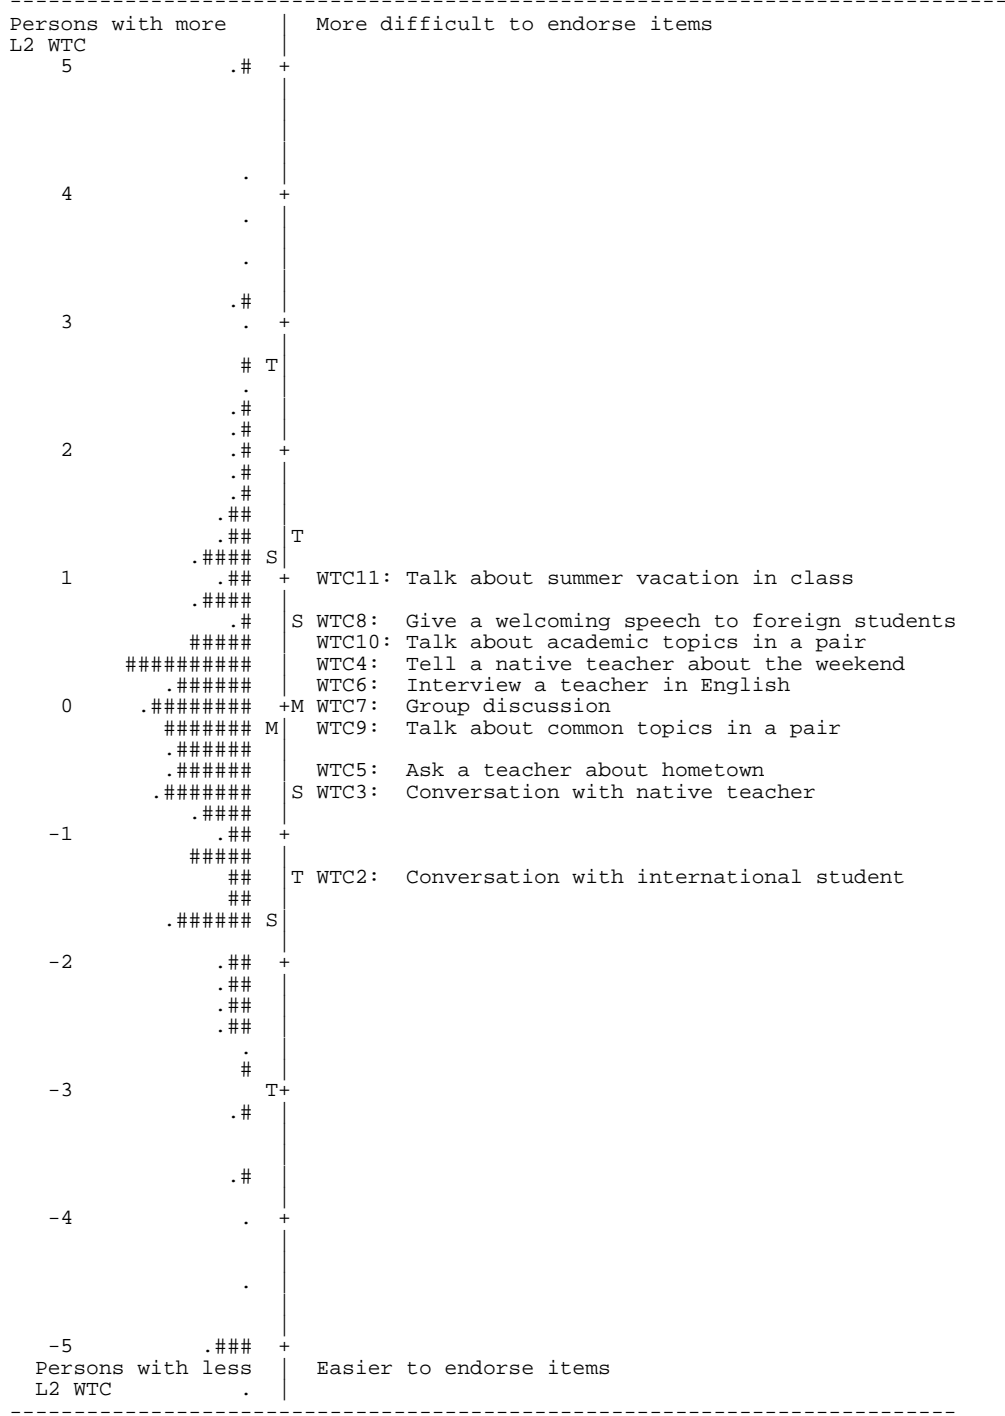 ------------------------------------------------------------------------------
Persons with more  |  More difficult to endorse items
L2 WTC             |
    5            .#  +
                     |
                     |
                     |
                     |
                  .  |
    4                +
                  .  |
                     |
                  .  |
                     |
                 .#  |
    3             .  +
                     |
                  # T|
                  .  |
                 .#  |
                 .#  |
    2            .#  +
                 .#  |
                 .#  |
                .##  |
                .##  |T
              .#### S|
    1           .##  +  WTC11: Talk about summer vacation in class
              .####  |
                 .#  |S WTC8:  Give a welcoming speech to foreign students
              #####  |  WTC10: Talk about academic topics in a pair
         ##########  |  WTC4:  Tell a native teacher about the weekend
            .######  |  WTC6:  Interview a teacher in English
    0     .########  +M WTC7:  Group discussion
            ####### M|  WTC9:  Talk about common topics in a pair
            .######  |
            .######  |  WTC5:  Ask a teacher about hometown
           .#######  |S WTC3:  Conversation with native teacher
              .####  |
   -1           .##  +
              #####  |
                 ##  |T WTC2:  Conversation with international student
                 ##  |
            .###### S|
                     |
   -2           .##  +
                .##  |
                .##  |
                .##  |
                  .  |
                  #  |
   -3               T+
                 .#  |
                     |
                     |
                 .#  |
                     |
   -4             .  +
                     |
                     |
                  .  |
                     |
                     |
   -5          .###  +
  Persons with less  |  Easier to endorse items
  L2 WTC          .  |
--------------------------------------------------------------------------